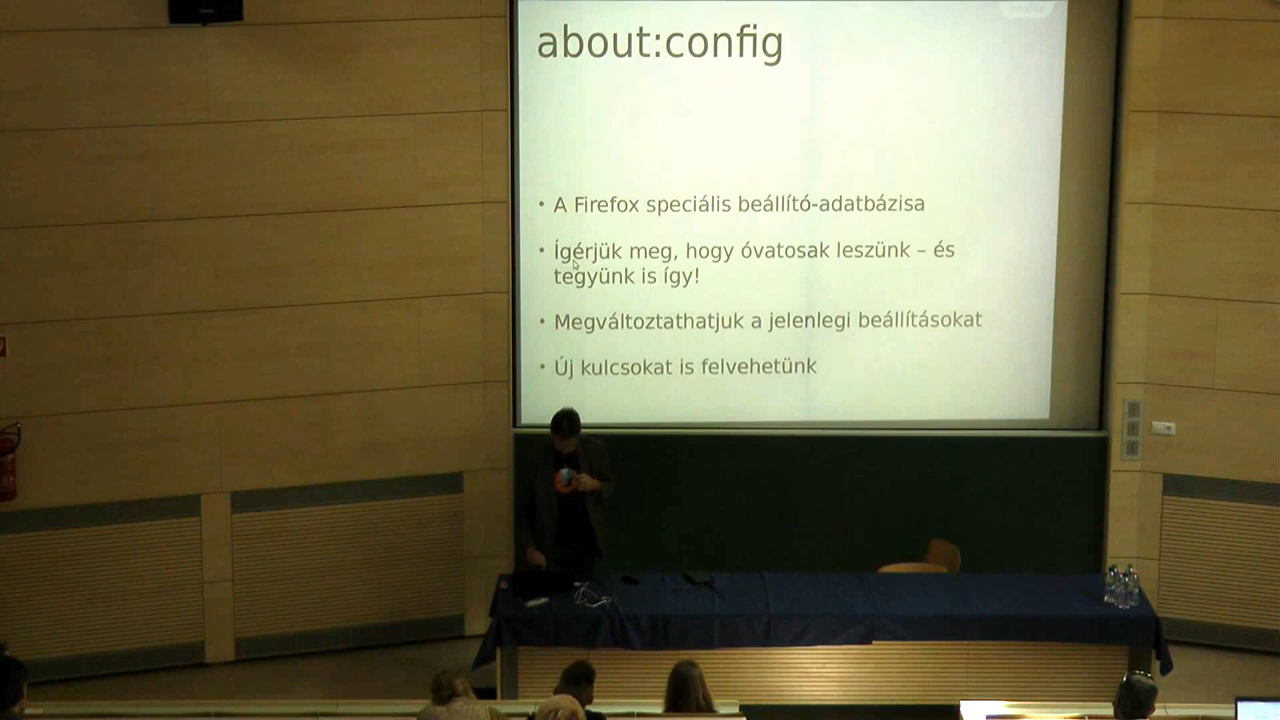 about:config
• A Firefox speciális beállító-adatbázisa
• Ígérjük meg, hogy óvatosak leszünk – és
tegyünk is így!
• Megváltoztathatjuk a jelenlegi beállításokat
• Új kulcsokat is felvehetünk